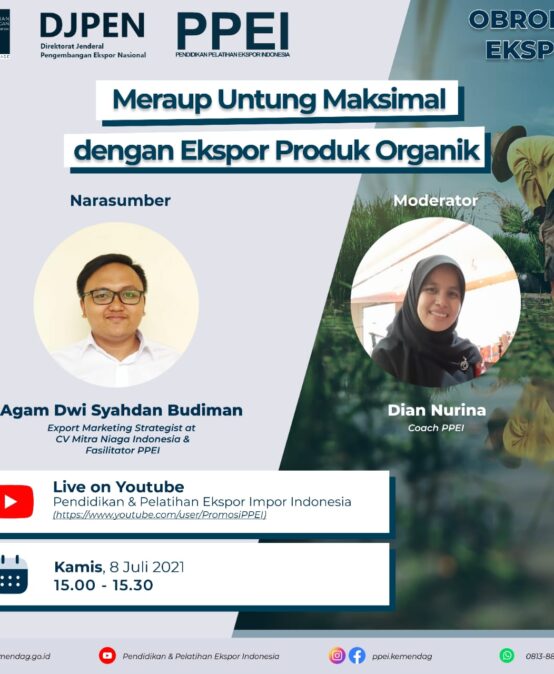 DJPEN
Direktorat Jenderal
Pengembangan Ekspor Nasional
PPEI
PENDIDIKAN PELATIHAN EKSPOR INDONESIA
Meraup Untung Maksimal
dengan Ekspor Produk Organik
Narasumber
Moderator
Agam Dwi Syahdan Budiman
Export Marketing Strategist at
CV Mitra Niaga Indonesia &
Fasilitator PPEI
Dian Nurina
Coach PPEI
Live on Youtube
Pendidikan & Pelatihan Ekspor Impor Indonesia
(https://www.youtube.com/user/PromosiPPEI)
Kamis, 8 Juli 2021
15.00 - 15.30
mendag.go.id
Pendidikan & Pelatihan Ekspor Indonesia
ppei.kemendag
0813-88